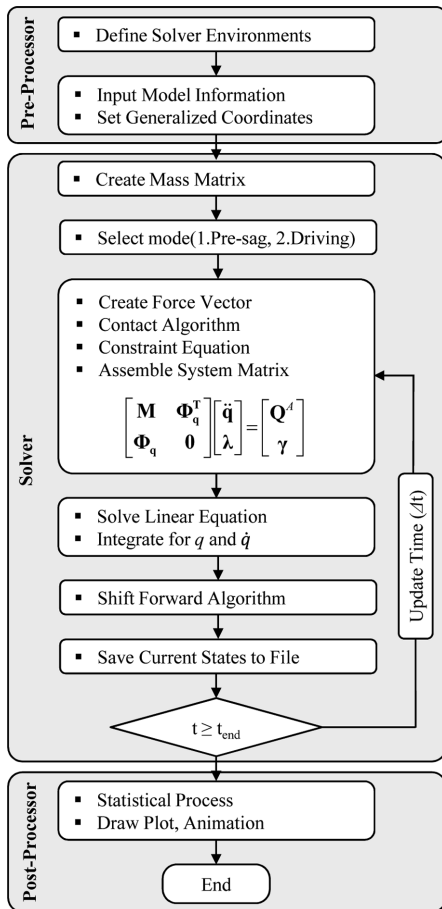 Pre-Processor
▪ Define Solver Environments
▪ Input Model Information
▪ Set Generalized Coordinates
Solver
▪ Create Mass Matrix
▪ Select mode(1.Pre-sag, 2.Driving)
▪ Create Force Vector
▪ Contact Algorithm
▪ Constraint Equation
▪ Assemble System Matrix
[M Φ_q^T; Φ_q 0] [q̈; λ] = [Q^A; γ]
▪ Solve Linear Equation
▪ Integrate for q and q̇
▪ Shift Forward Algorithm
▪ Save Current States to File
t ≥ t_end
Update Time (Δt)
Post-Processor
▪ Statistical Process
▪ Draw Plot, Animation
End